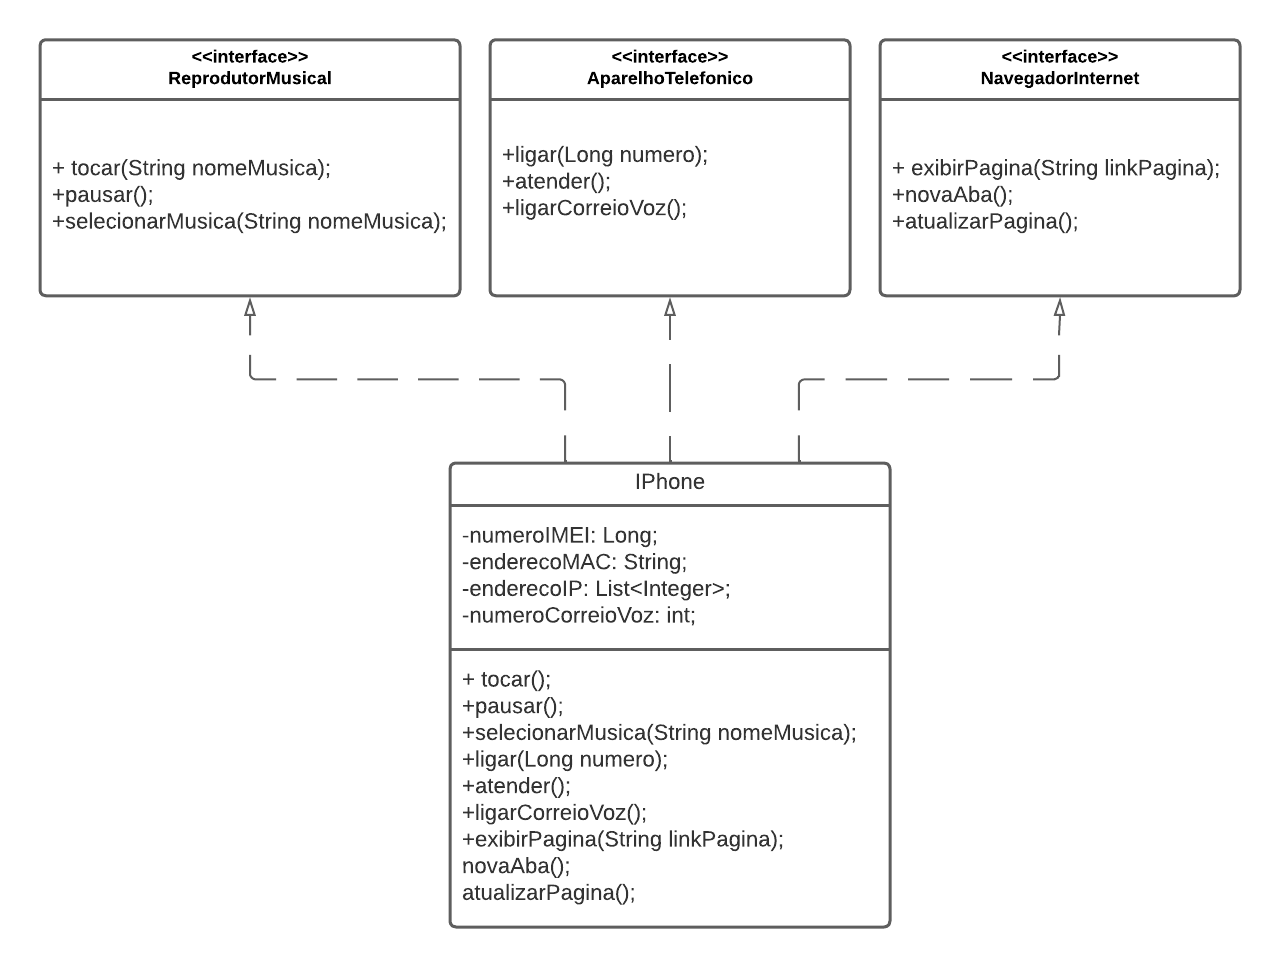 <<interface>>
ReprodutorMusical
+ tocar(String nomeMusica);
+pausar();
+selecionarMusica(String nomeMusica);
<<interface>>
AparelhoTelefonico
+ligar(Long numero);
+atender();
+ligarCorreioVoz();
<<interface>>
NavegadorInternet
+ exibirPagina(String linkPagina);
+novaAba();
+atualizarPagina();
IPhone
-numeroIMEI: Long;
-enderecoMAC: String;
-enderecoIP: List<Integer>;
-numeroCorreioVoz: int;
+ tocar();
+pausar();
+selecionarMusica(String nomeMusica);
+ligar(Long numero);
+atender();
+ligarCorreioVoz();
+exibirPagina(String linkPagina);
novaAba();
atualizarPagina();